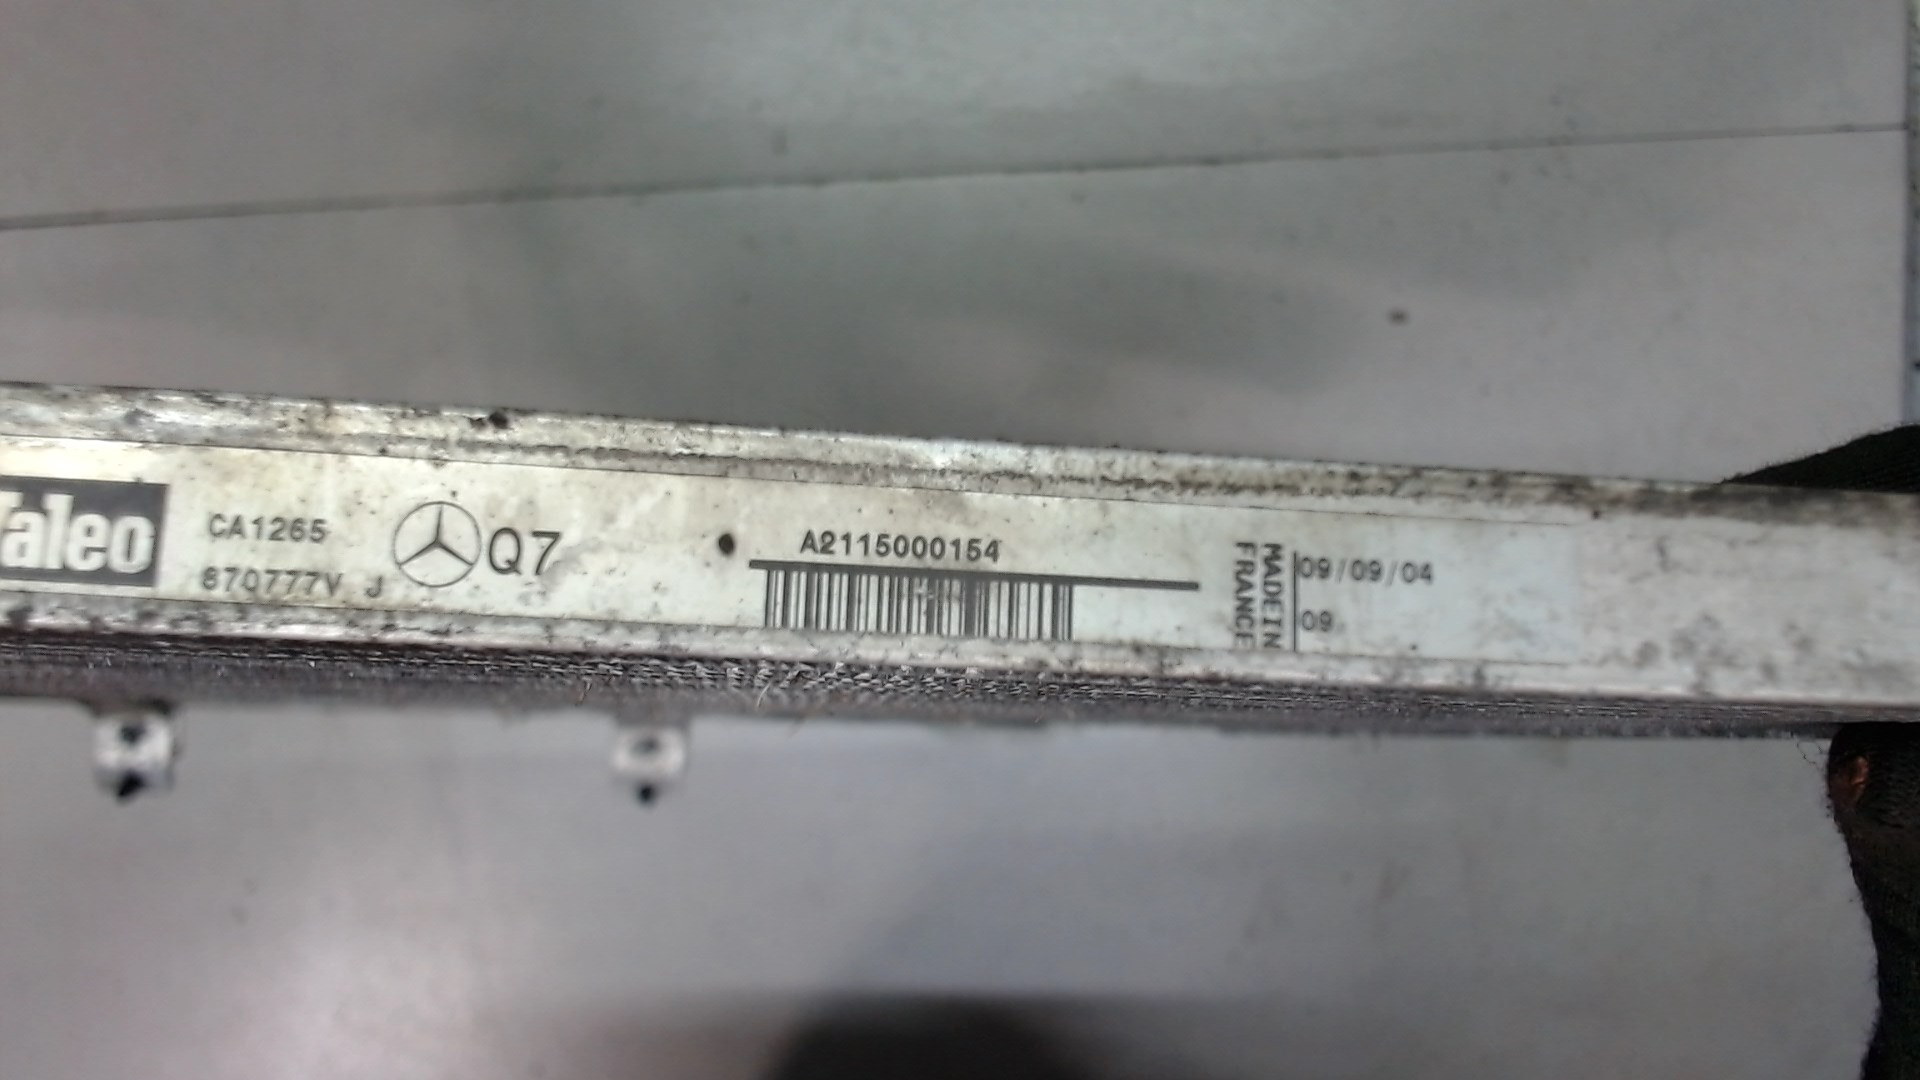 Valeo
CA1265
870777V J
Q7
A2115000154
MADE IN
FRANCE
09/09/04
09